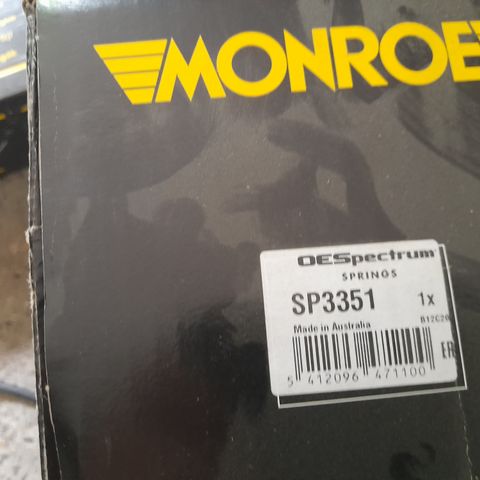 MONROE
OESpectrum
SPRINGS
SP3351 1x
Made in Australia
5 412096 471100